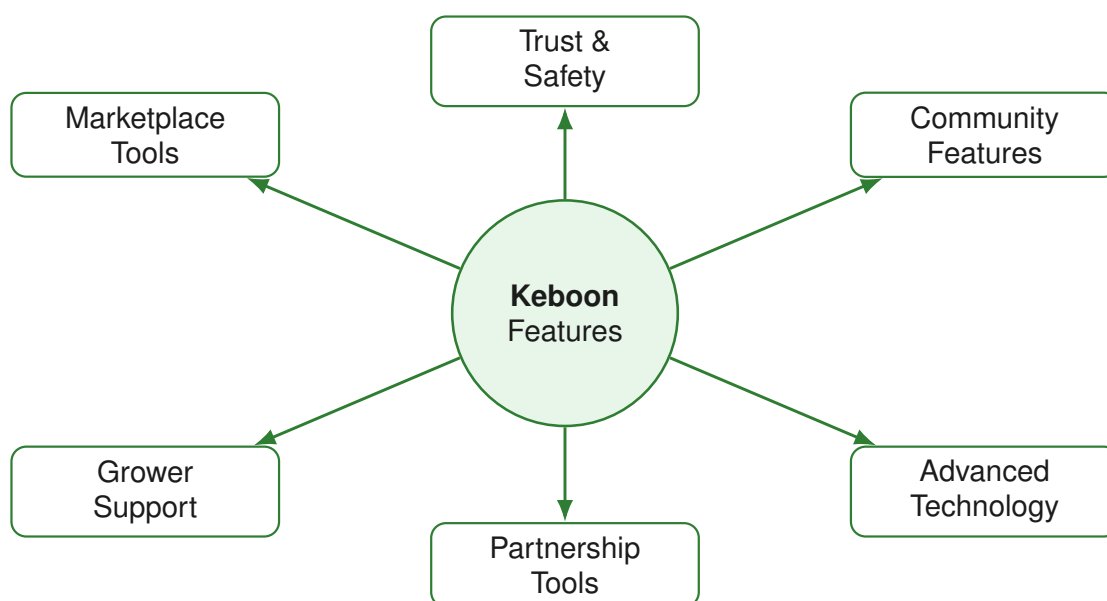 Trust &
Safety
Marketplace
Tools
Community
Features
Keboon
Features
Grower
Support
Advanced
Technology
Partnership
Tools